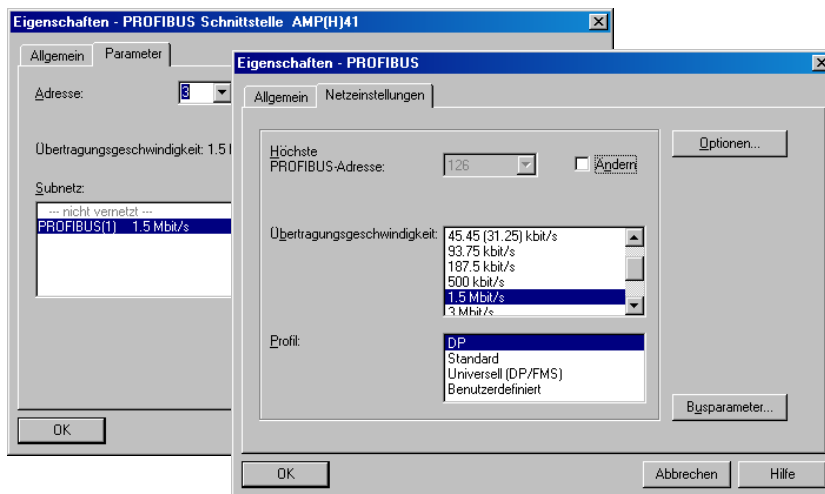 Eigenschaften - PROFIBUS Schnittstelle AMP(H)41
Allgemein
Parameter
Adresse:
3
Übertragungsgeschwindigkeit: 1.5
Subnetz:
--- nicht vernetzt ---
PROFIBUS(1) 1.5 Mbit/s
OK
Eigenschaften - PROFIBUS
Allgemein
Netzeinstellungen
Höchste
PROFIBUS-Adresse:
126
Ändern
Optionen...
Übertragungsgeschwindigkeit:
45.45 (31.25) kbit/s
93.75 kbit/s
187.5 kbit/s
500 kbit/s
1.5 Mbit/s
3 Mbit/s
Profil:
DP
Standard
Universell (DP/FMS)
Benutzerdefiniert
Busparameter...
OK
Abbrechen
Hilfe